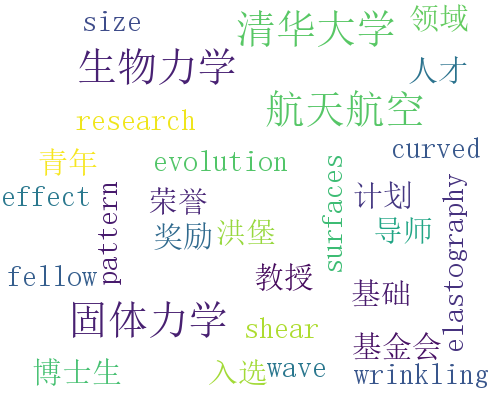 size
清华大学
领域
生物力学
人才
航天航空
research
curved
青年
evolution
effect
pattern
荣誉
surfaces
计划
elastography
奖励
洪堡
导师
fellow
教授
基础
固体力学
shear
基金会
博士生
入选
wave
wrinkling